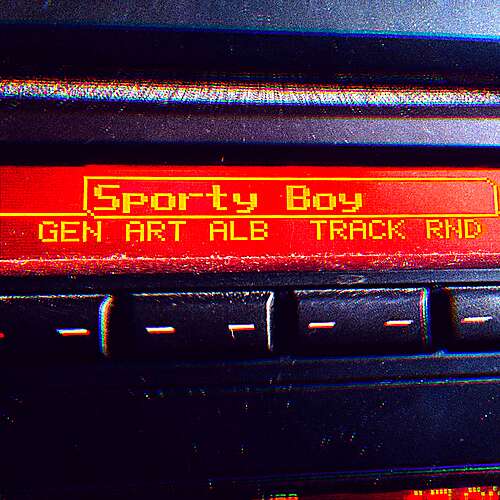 Sporty Boy
GEN ART ALB TRACK RND